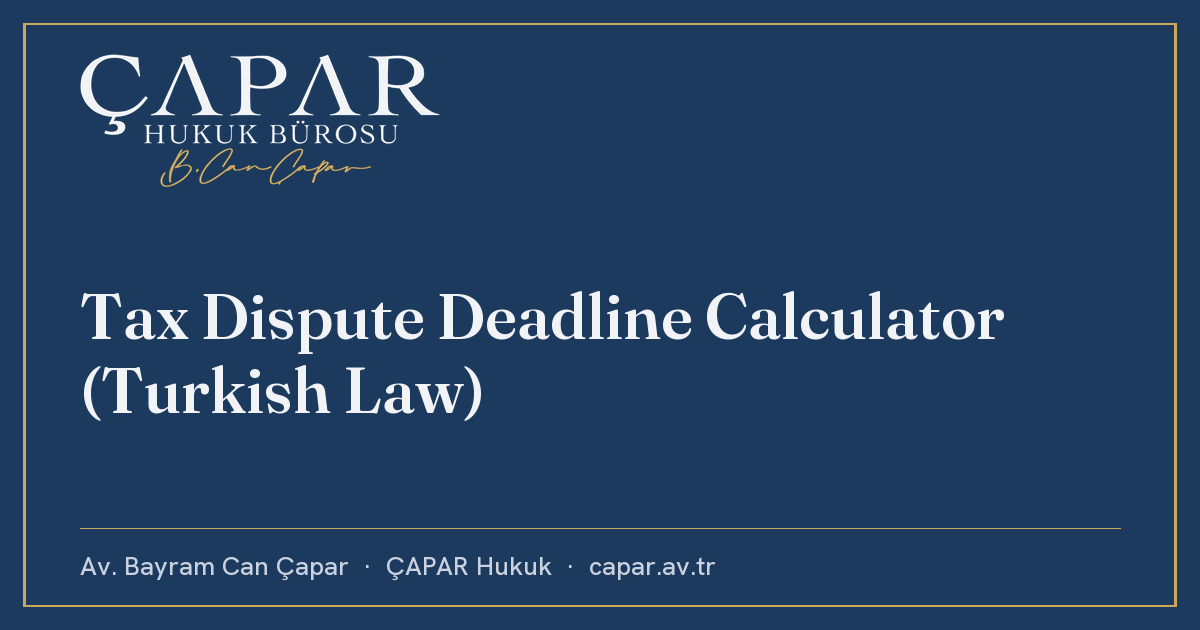 ÇAPAR
HUKUK BÜROSU
B.Can Çapar
Tax Dispute Deadline Calculator
(Turkish Law)
Av. Bayram Can Çapar · ÇAPAR Hukuk · capar.av.tr